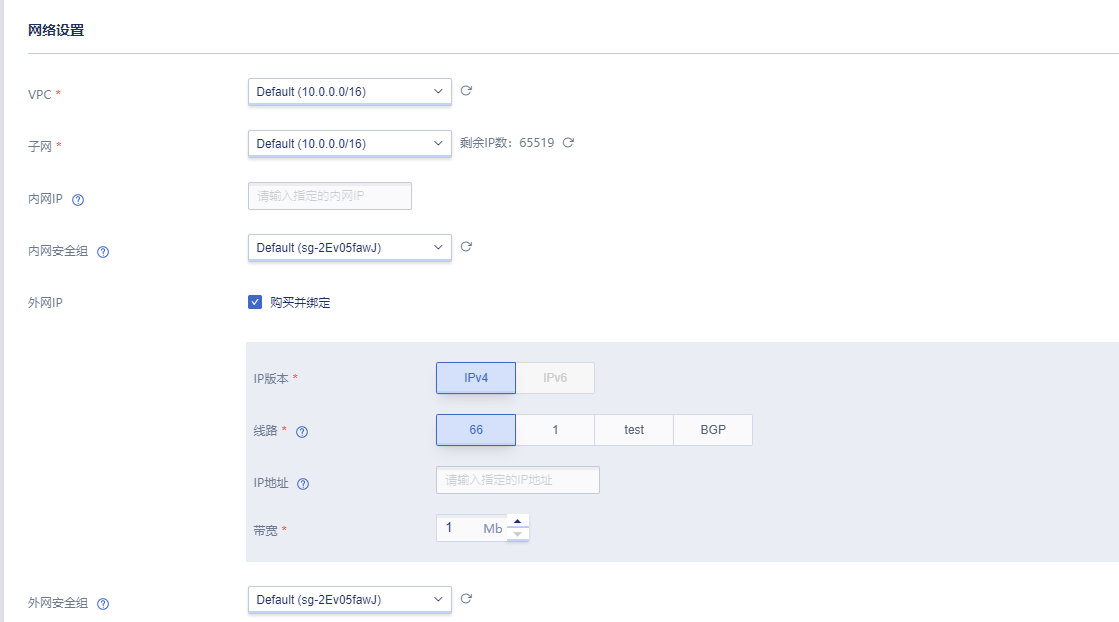 网络设置
VPC *
Default (10.0.0.0/16)
子网 *
Default (10.0.0.0/16)
剩余IP数：65519
内网IP
请输入指定的内网IP
内网安全组
Default (sg-2Ev05fawJ)
外网IP
购买并绑定
IP版本 *
IPv4
IPv6
线路 *
66
1
test
BGP
IP地址
请输入指定的IP地址
带宽 *
1 Mb
外网安全组
Default (sg-2Ev05fawJ)